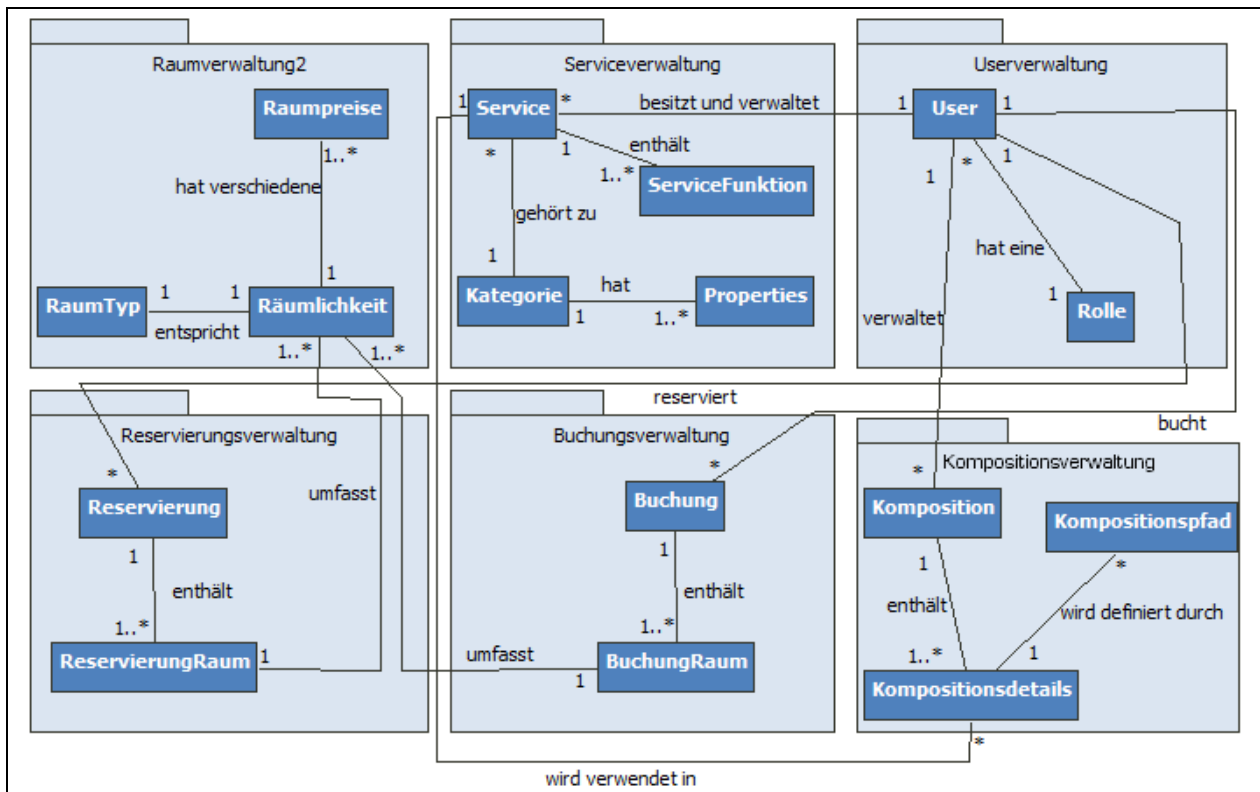 Raumverwaltung2
Raumpreise
1..*
hat verschiedene
1
RaumTyp
1
1
Räumlichkeit
entspricht
1..*
1..*
Serviceverwaltung
1
Service
*
besitzt und verwaltet
1
*
1
enthält
1..*
ServiceFunktion
gehört zu
1
Kategorie
hat
1
1..*
Properties
Userverwaltung
User
1
1
*
1
hat eine
1
Rolle
verwaltet
reserviert
bucht
Reservierungsverwaltung
*
Reservierung
umfasst
1
enthält
1..*
ReservierungRaum
1
Buchungsverwaltung
*
Buchung
1
enthält
1..*
umfasst
1
BuchungRaum
Kompositionsverwaltung
*
Komposition
Kompositionspfad
1
*
enthält
wird definiert durch
1..*
1
Kompositionsdetails
*
wird verwendet in